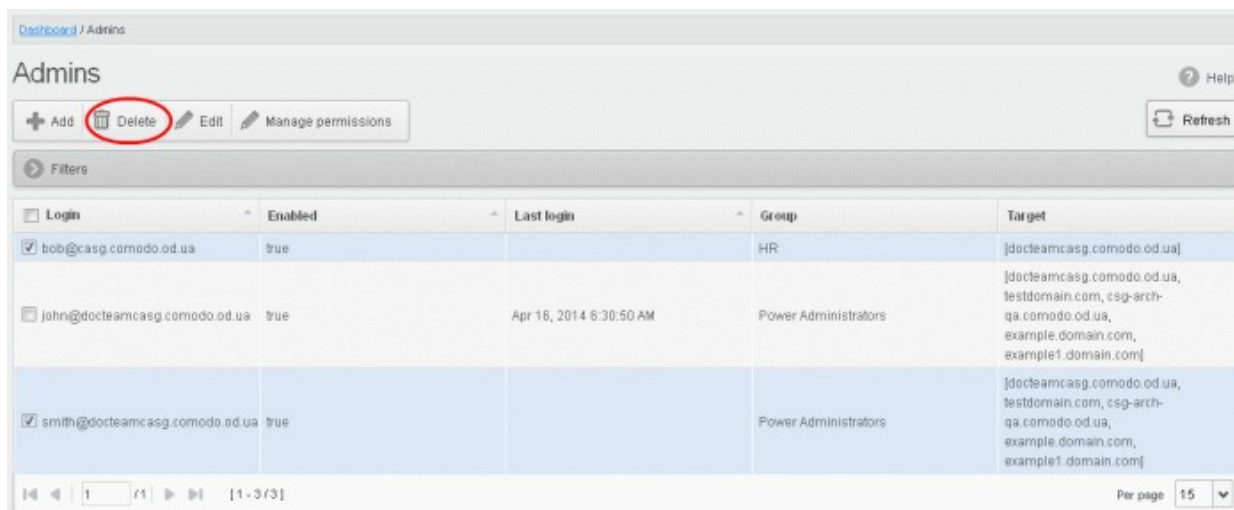 Dashboard / Admins
Admins
Help
Add Delete Edit Manage permissions
Refresh
Filters
Login Enabled Last login Group Target
bob@casg.comodo.od.ua true HR [docteamcasg.comodo.od.ua]
john@docteamcasg.comodo.od.ua true Apr 16, 2014 6:30:50 AM Power Administrators [docteamcasg.comodo.od.ua,
testdomain.com, csg-arch-
qa.comodo.od.ua,
example.domain.com,
example1.domain.com]
smith@docteamcasg.comodo.od.ua true Power Administrators [docteamcasg.comodo.od.ua,
testdomain.com, csg-arch-
qa.comodo.od.ua,
example.domain.com,
example1.domain.com]
1 /1 [1 - 3 / 3] Per page 15